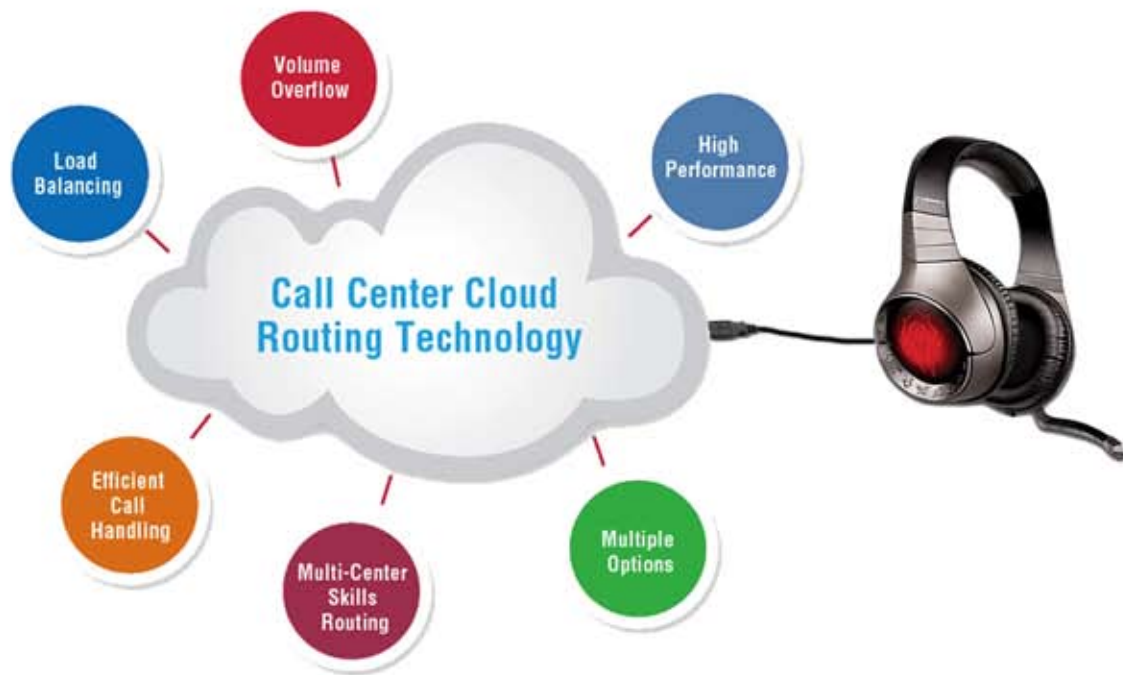 Volume
Overflow
High
Performance
Load
Balancing
Call Center Cloud
Routing Technology
Efficient
Call
Handling
Multiple
Options
Multi-Center
Skills
Routing